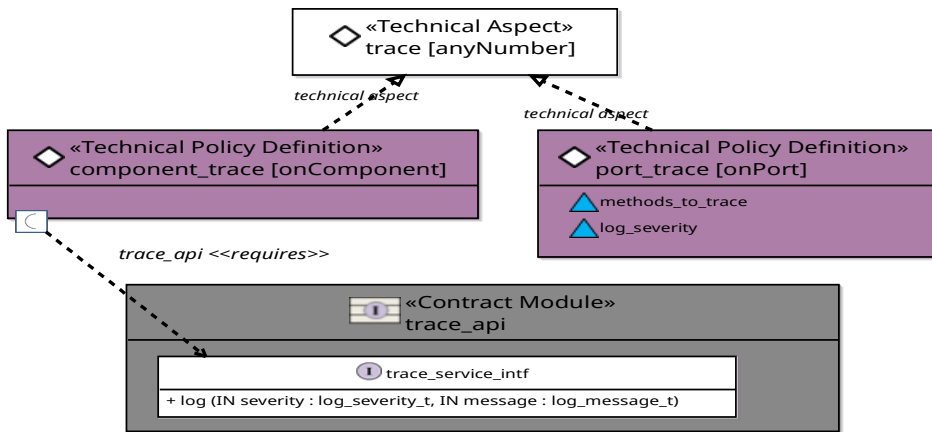 «Technical Aspect»
trace [anyNumber]
technical aspect
technical aspect
«Technical Policy Definition»
component_trace [onComponent]
«Technical Policy Definition»
port_trace [onPort]
methods_to_trace
log_severity
trace_api <<requires>>
«Contract Module»
trace_api
I
trace_service_intf
+ log (IN severity : log_severity_t, IN message : log_message_t)